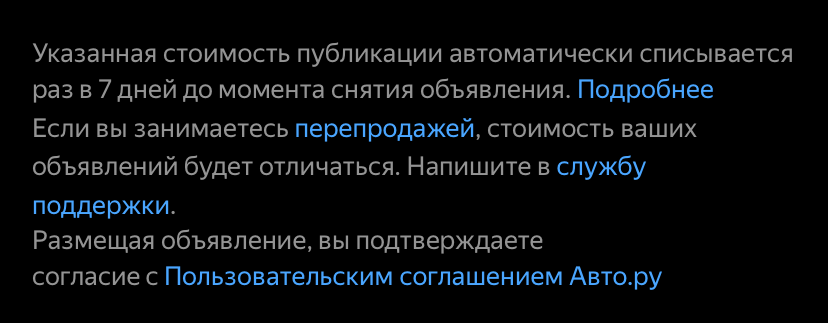 Указанная стоимость публикации автоматически списывается
раз в 7 дней до момента снятия объявления. Подробнее
Если вы занимаетесь перепродажей, стоимость ваших
объявлений будет отличаться. Напишите в службу
поддержки.
Размещая объявление, вы подтверждаете
согласие с Пользовательским соглашением Авто.ру